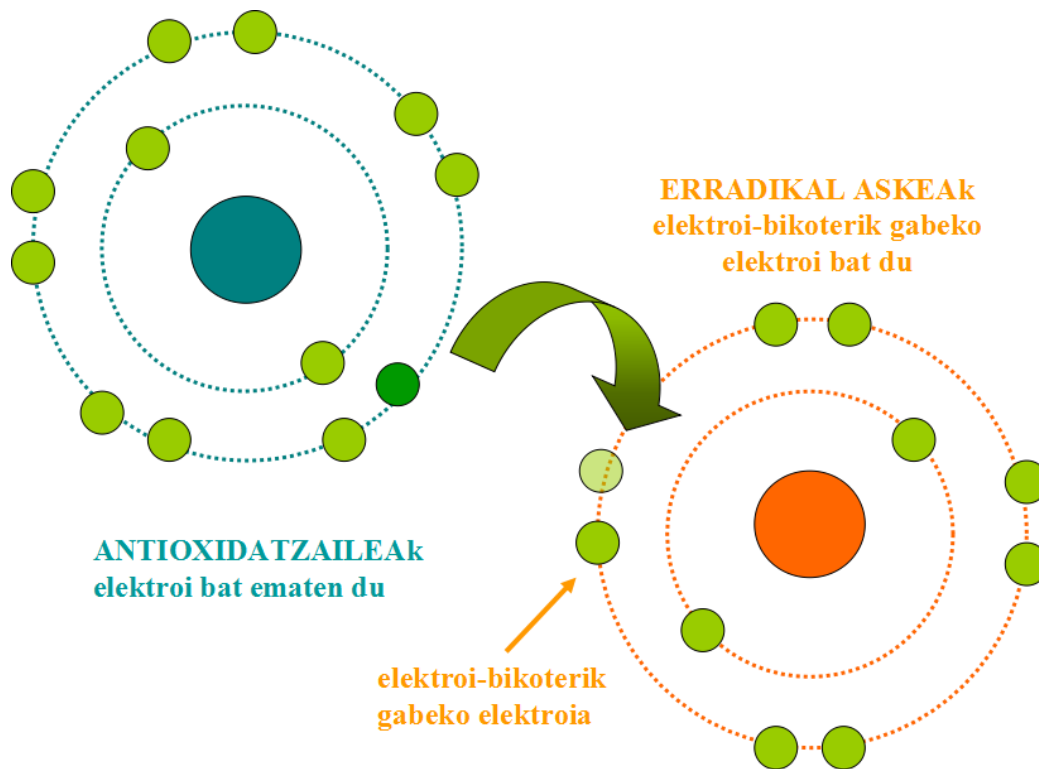 ERRADIKAL ASKEAk
elektroi-bikoterik gabeko
elektroi bat du
ANTIOXIDATZAILEAk
elektroi bat ematen du
elektroi-bikoterik
gabeko elektroia